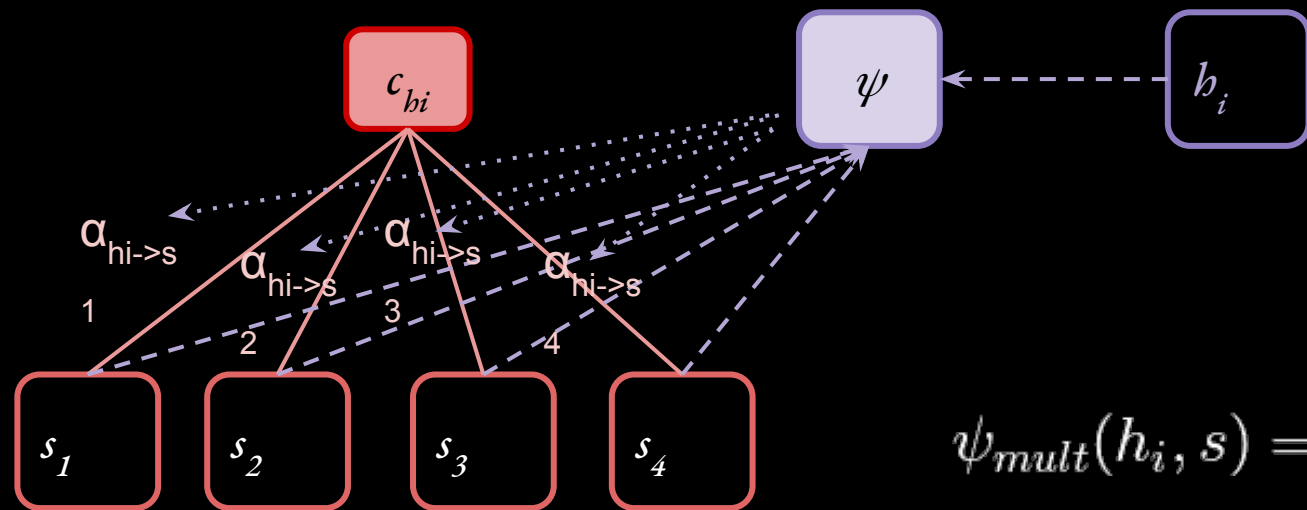 c_hi
ψ
h_i
α_hi->s
1
α_hi->s
2
α_hi->s
3
α_hi->s
4
s_1
s_2
s_3
s_4
ψ_mult(h_i, s) =